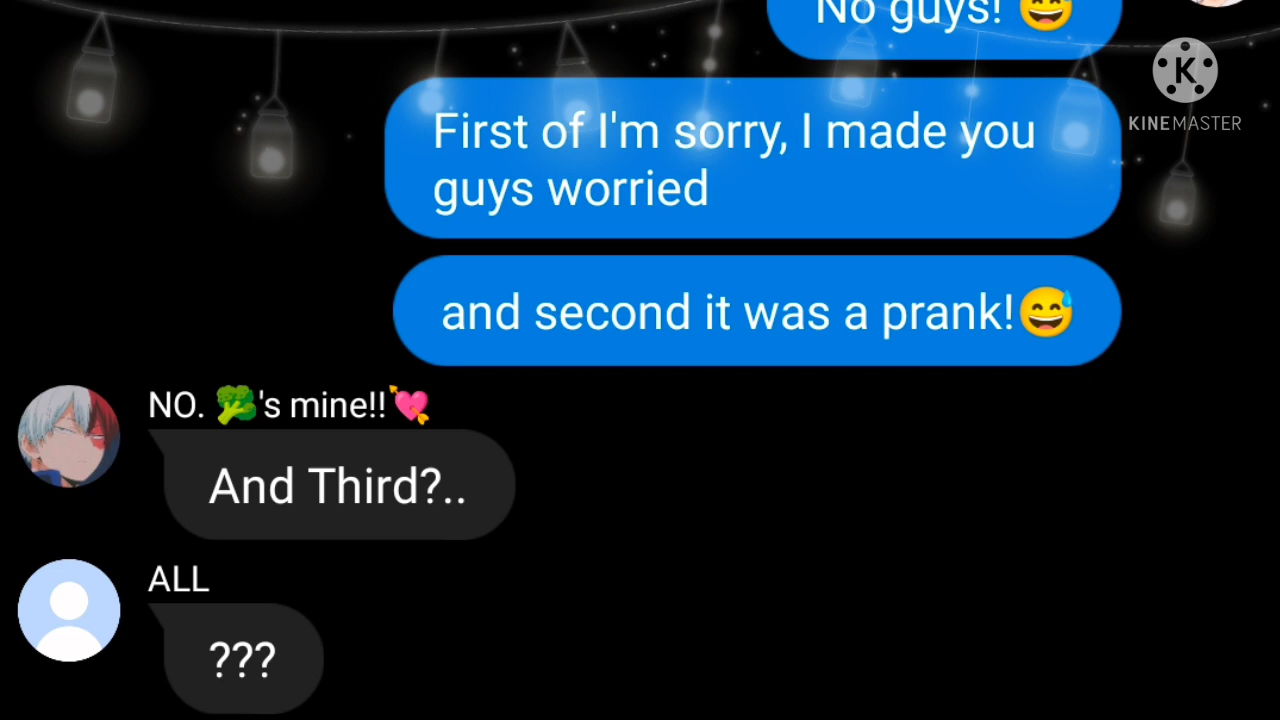 No guys! 😅
KINEMASTER
First of I'm sorry, I made you
guys worried
and second it was a prank!😅
NO. 🥦's mine!!💘
And Third?..
ALL
???